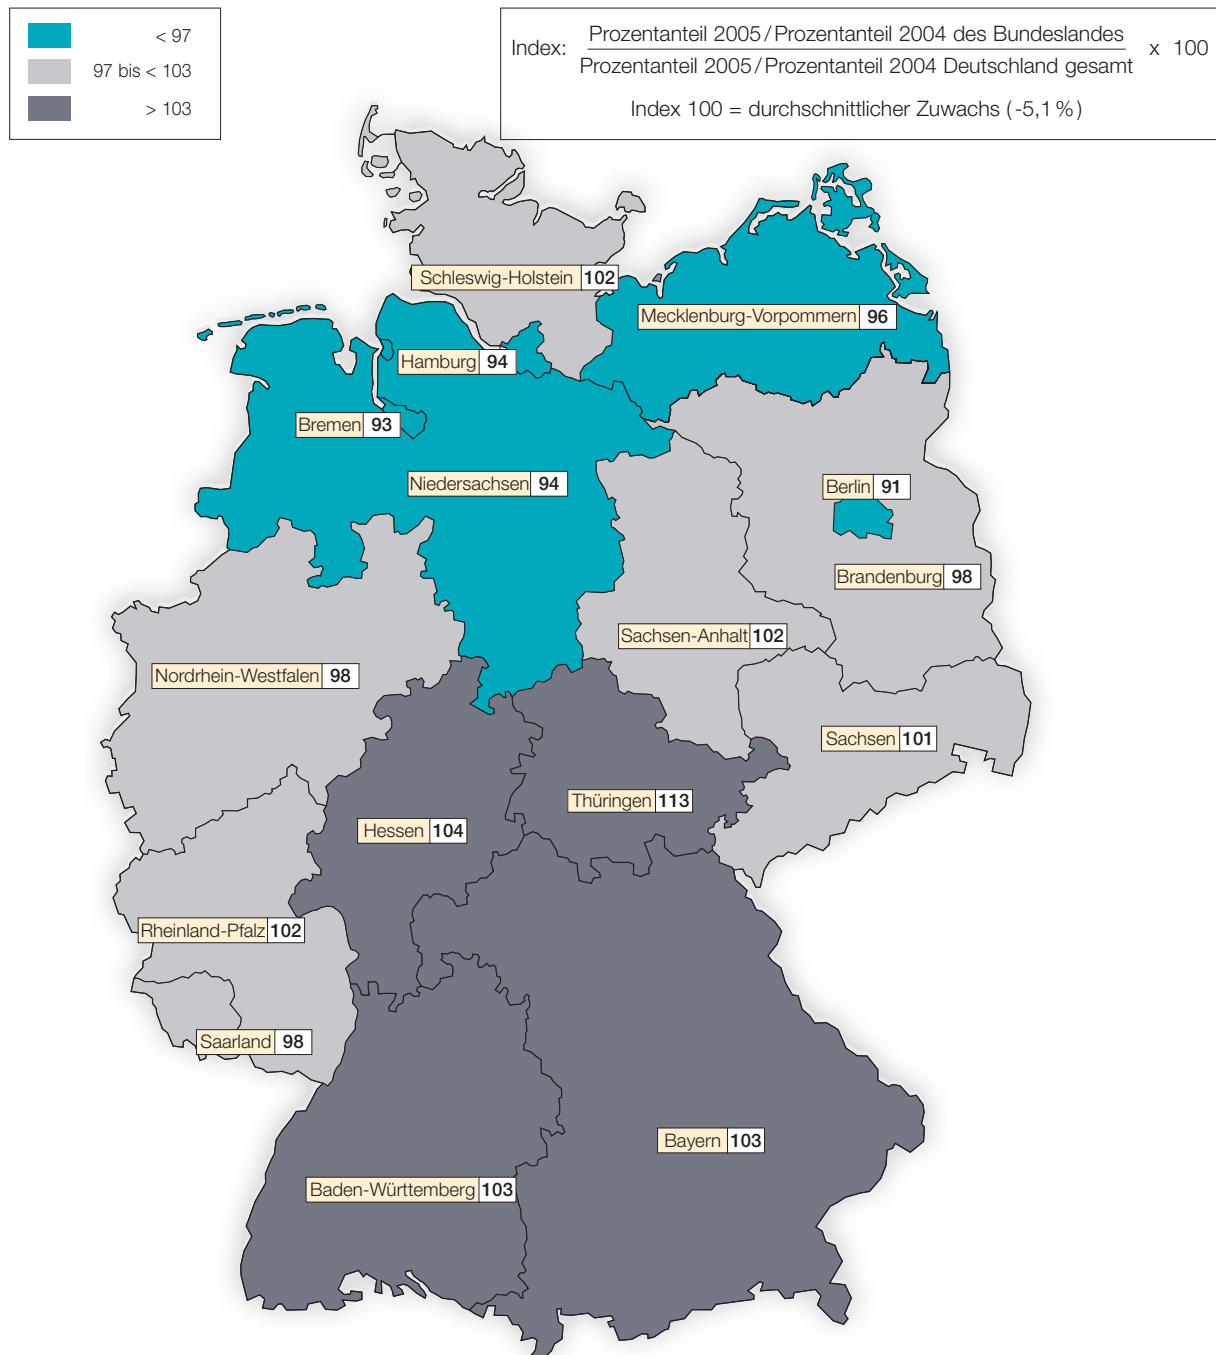 < 97
97 bis < 103
> 103
Index: Prozentanteil 2005/Prozentanteil 2004 des Bundeslandes x 100
Prozentanteil 2005/Prozentanteil 2004 Deutschland gesamt
Index 100 = durchschnittlicher Zuwachs (-5,1 %)
Schleswig-Holstein 102
Mecklenburg-Vorpommern 96
Hamburg 94
Bremen 93
Niedersachsen 94
Berlin 91
Brandenburg 98
Sachsen-Anhalt 102
Nordrhein-Westfalen 98
Sachsen 101
Thüringen 113
Hessen 104
Rheinland-Pfalz 102
Saarland 98
Bayern 103
Baden-Württemberg 103